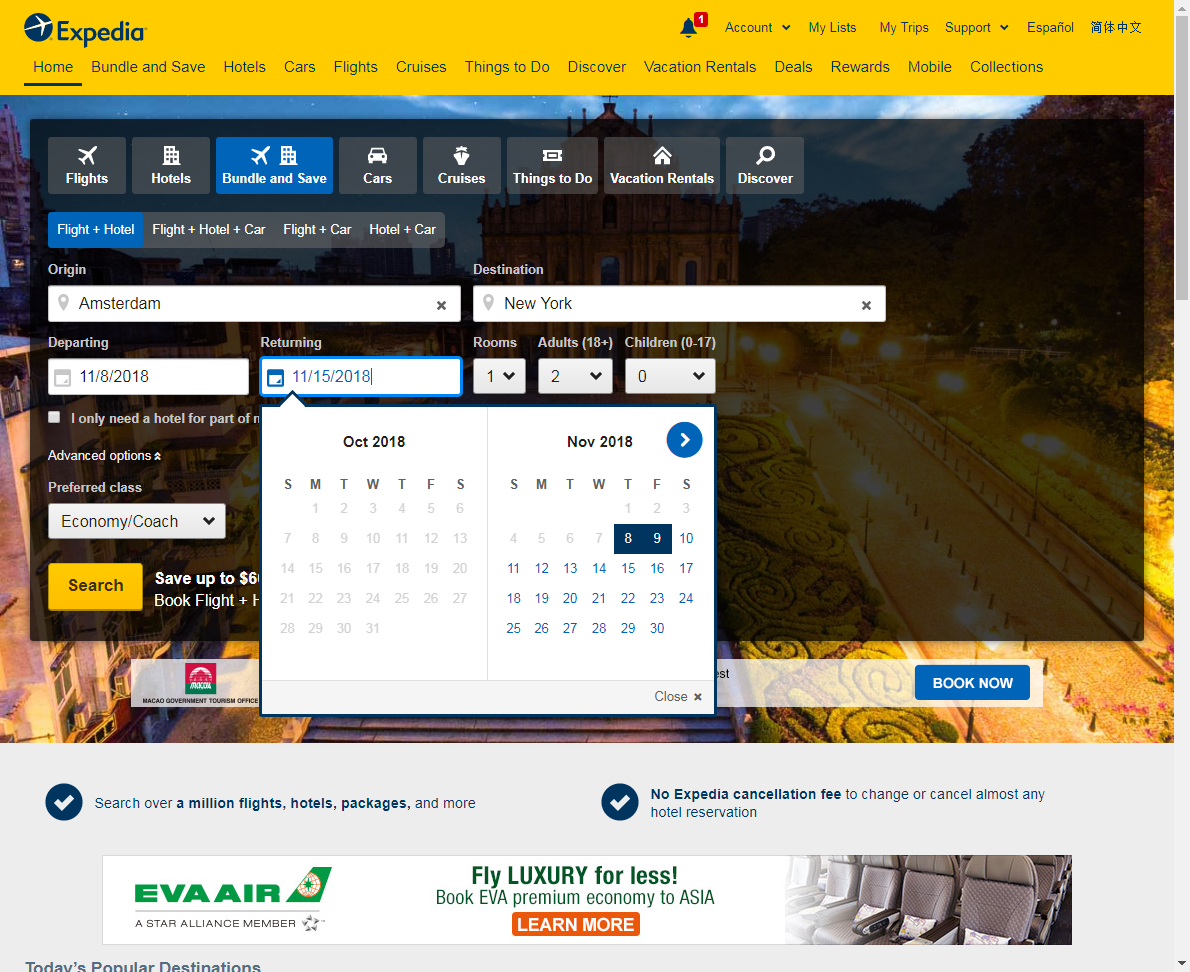 Expedia
1
Account
My Lists
My Trips
Support
Español
简体中文
Home
Bundle and Save
Hotels
Cars
Flights
Cruises
Things to Do
Discover
Vacation Rentals
Deals
Rewards
Mobile
Collections
Flights
Hotels
Bundle and Save
Cars
Cruises
Things to Do
Vacation Rentals
Discover
Flight + Hotel
Flight + Hotel + Car
Flight + Car
Hotel + Car
Origin
Destination
Amsterdam
New York
Departing
Returning
Rooms
Adults (18+)
Children (0-17)
11/8/2018
11/15/2018
1
2
0
I only need a hotel for part of
Advanced options
Preferred class
Economy/Coach
Search
Save up to $6
Book Flight +
Oct 2018
S M T W T F S
1 2 3 4 5 6
7 8 9 10 11 12 13
14 15 16 17 18 19 20
21 22 23 24 25 26 27
28 29 30 31
Nov 2018
S M T W T F S
1 2 3
4 5 6 7 8 9 10
11 12 13 14 15 16 17
18 19 20 21 22 23 24
25 26 27 28 29 30
Close
MACAO
MACAO GOVERNMENT TOURISM OFFICE
est
BOOK NOW
Search over a million flights, hotels, packages, and more
No Expedia cancellation fee to change or cancel almost any
hotel reservation
EVA AIR
A STAR ALLIANCE MEMBER
Fly LUXURY for less!
Book EVA premium economy to ASIA
LEARN MORE
Today's Popular Destinations